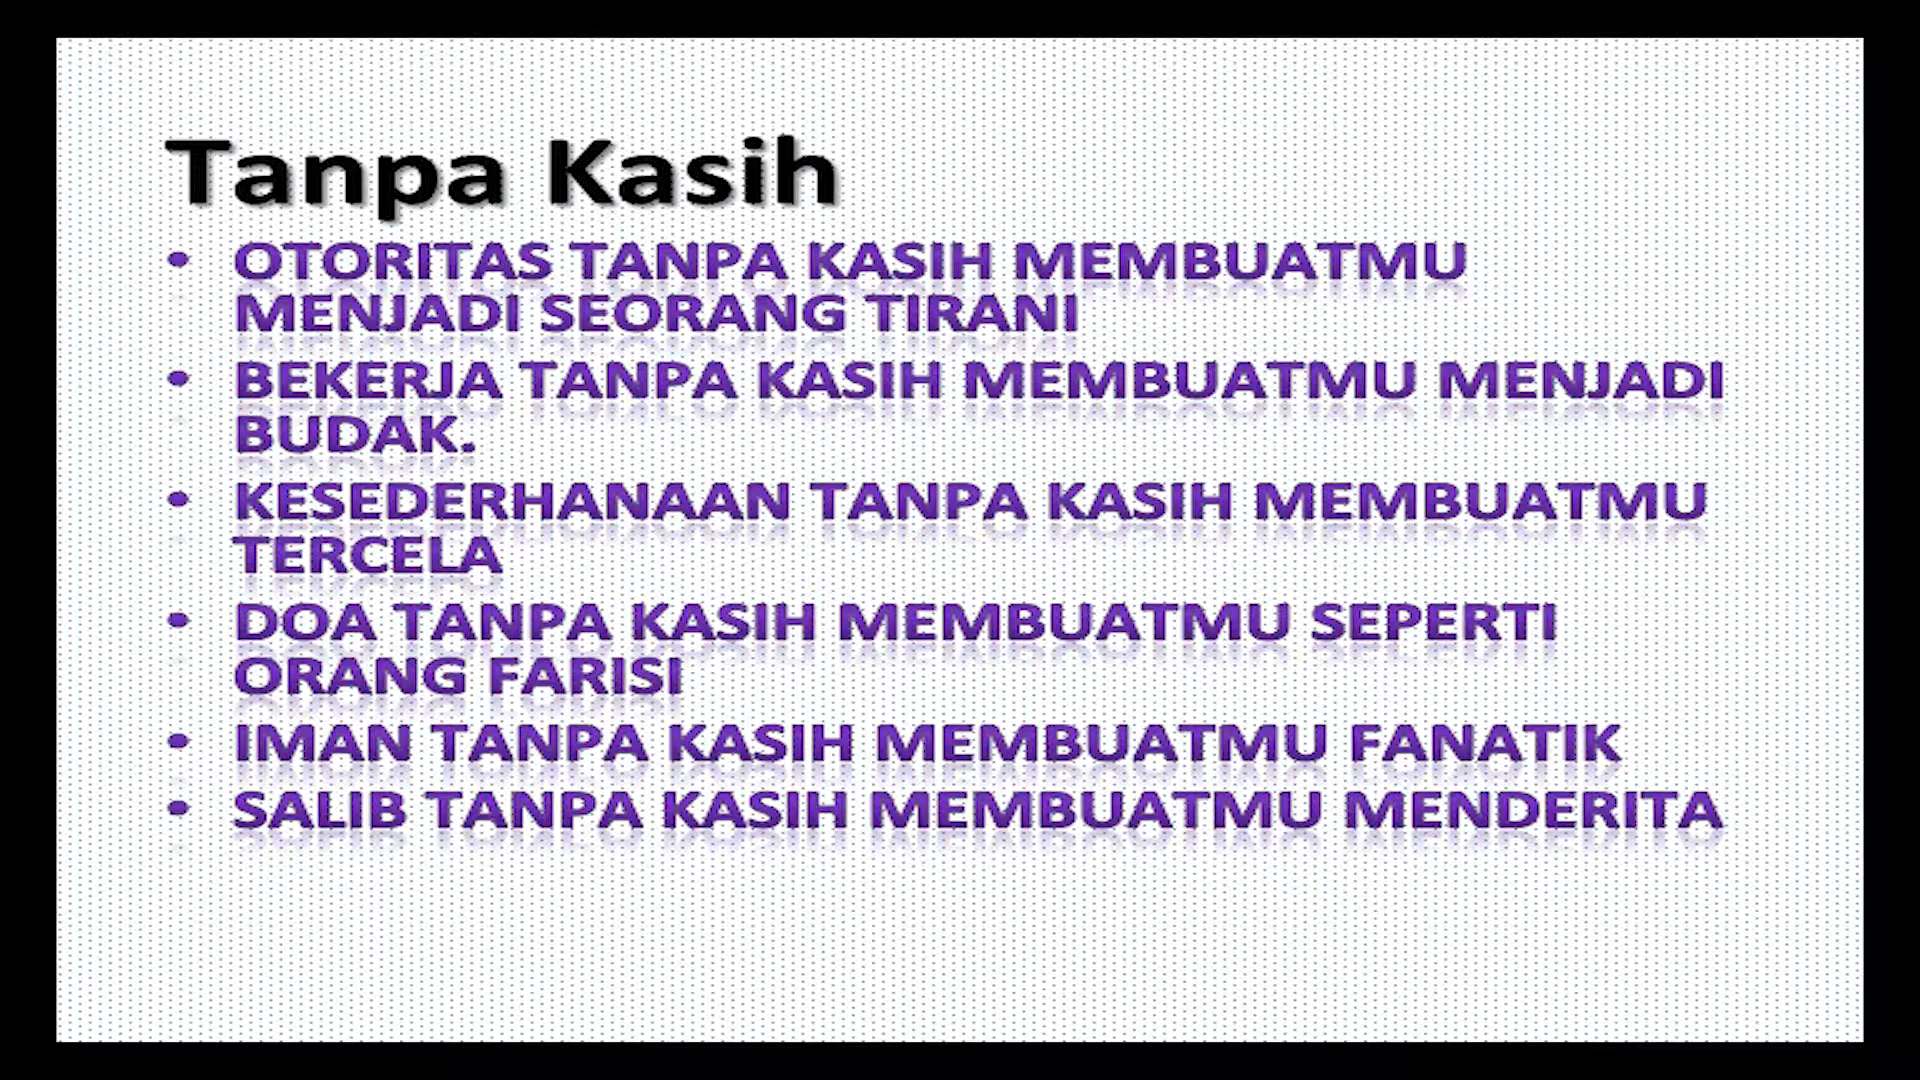 Tanpa Kasih
• OTORITAS TANPA KASIH MEMBUATMU
MENJADI SEORANG TIRANI
• BEKERJA TANPA KASIH MEMBUATMU MENJADI
BUDAK.
• KESEDERHANAAN TANPA KASIH MEMBUATMU
TERCELA
• DOA TANPA KASIH MEMBUATMU SEPERTI
ORANG FARISI
• IMAN TANPA KASIH MEMBUATMU FANATIK
• SALIB TANPA KASIH MEMBUATMU MENDERITA